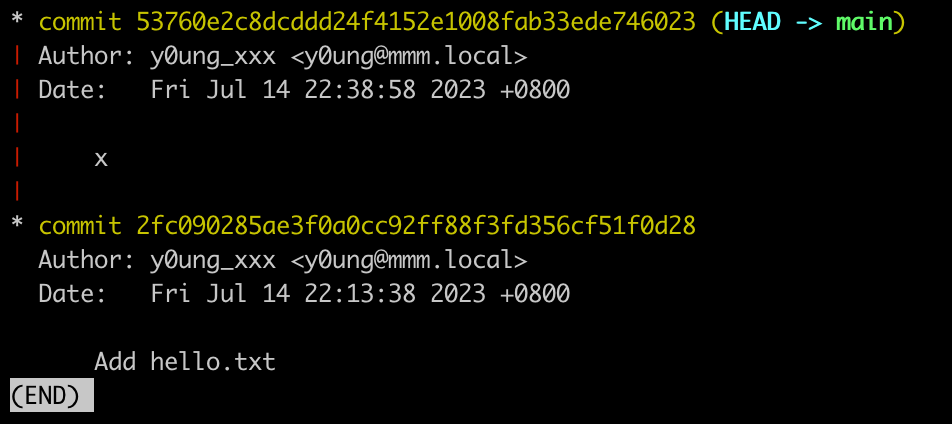 * commit 53760e2c8dcddd24f4152e1008fab33ede746023 (HEAD -> main)
| Author: y0ung_xxx <y0ung@mmm.local>
| Date:   Fri Jul 14 22:38:58 2023 +0800
|
|     x
|
* commit 2fc090285ae3f0a0cc92ff88f3fd356cf51f0d28
  Author: y0ung_xxx <y0ung@mmm.local>
  Date:   Fri Jul 14 22:13:38 2023 +0800

      Add hello.txt
(END)